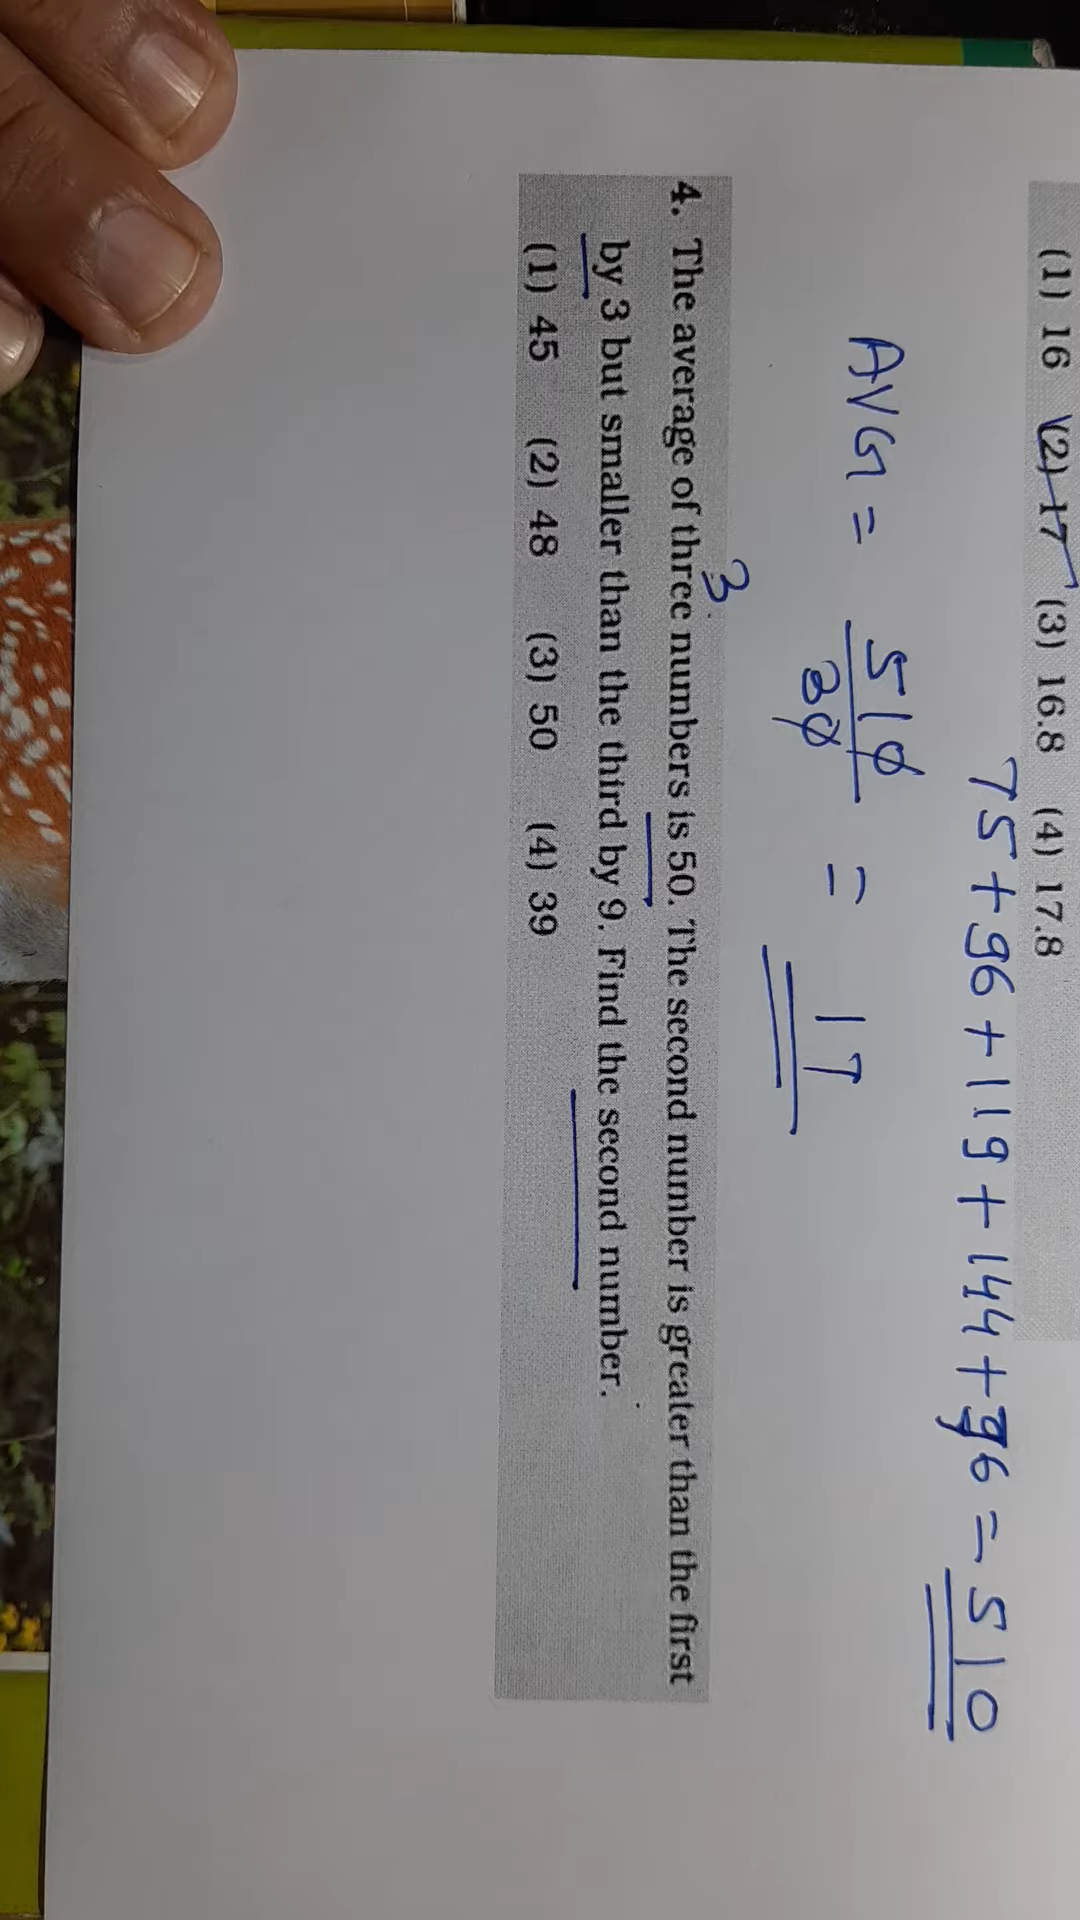 (1) 16 (2) 17 (3) 16.8 (4) 17.8
75+96+119+144+96=510
AVG = 510
30
= 17
3
4. The average of three numbers is 50. The second number is greater than the first
by 3 but smaller than the third by 9. Find the second number.
(1) 45 (2) 48 (3) 50 (4) 39